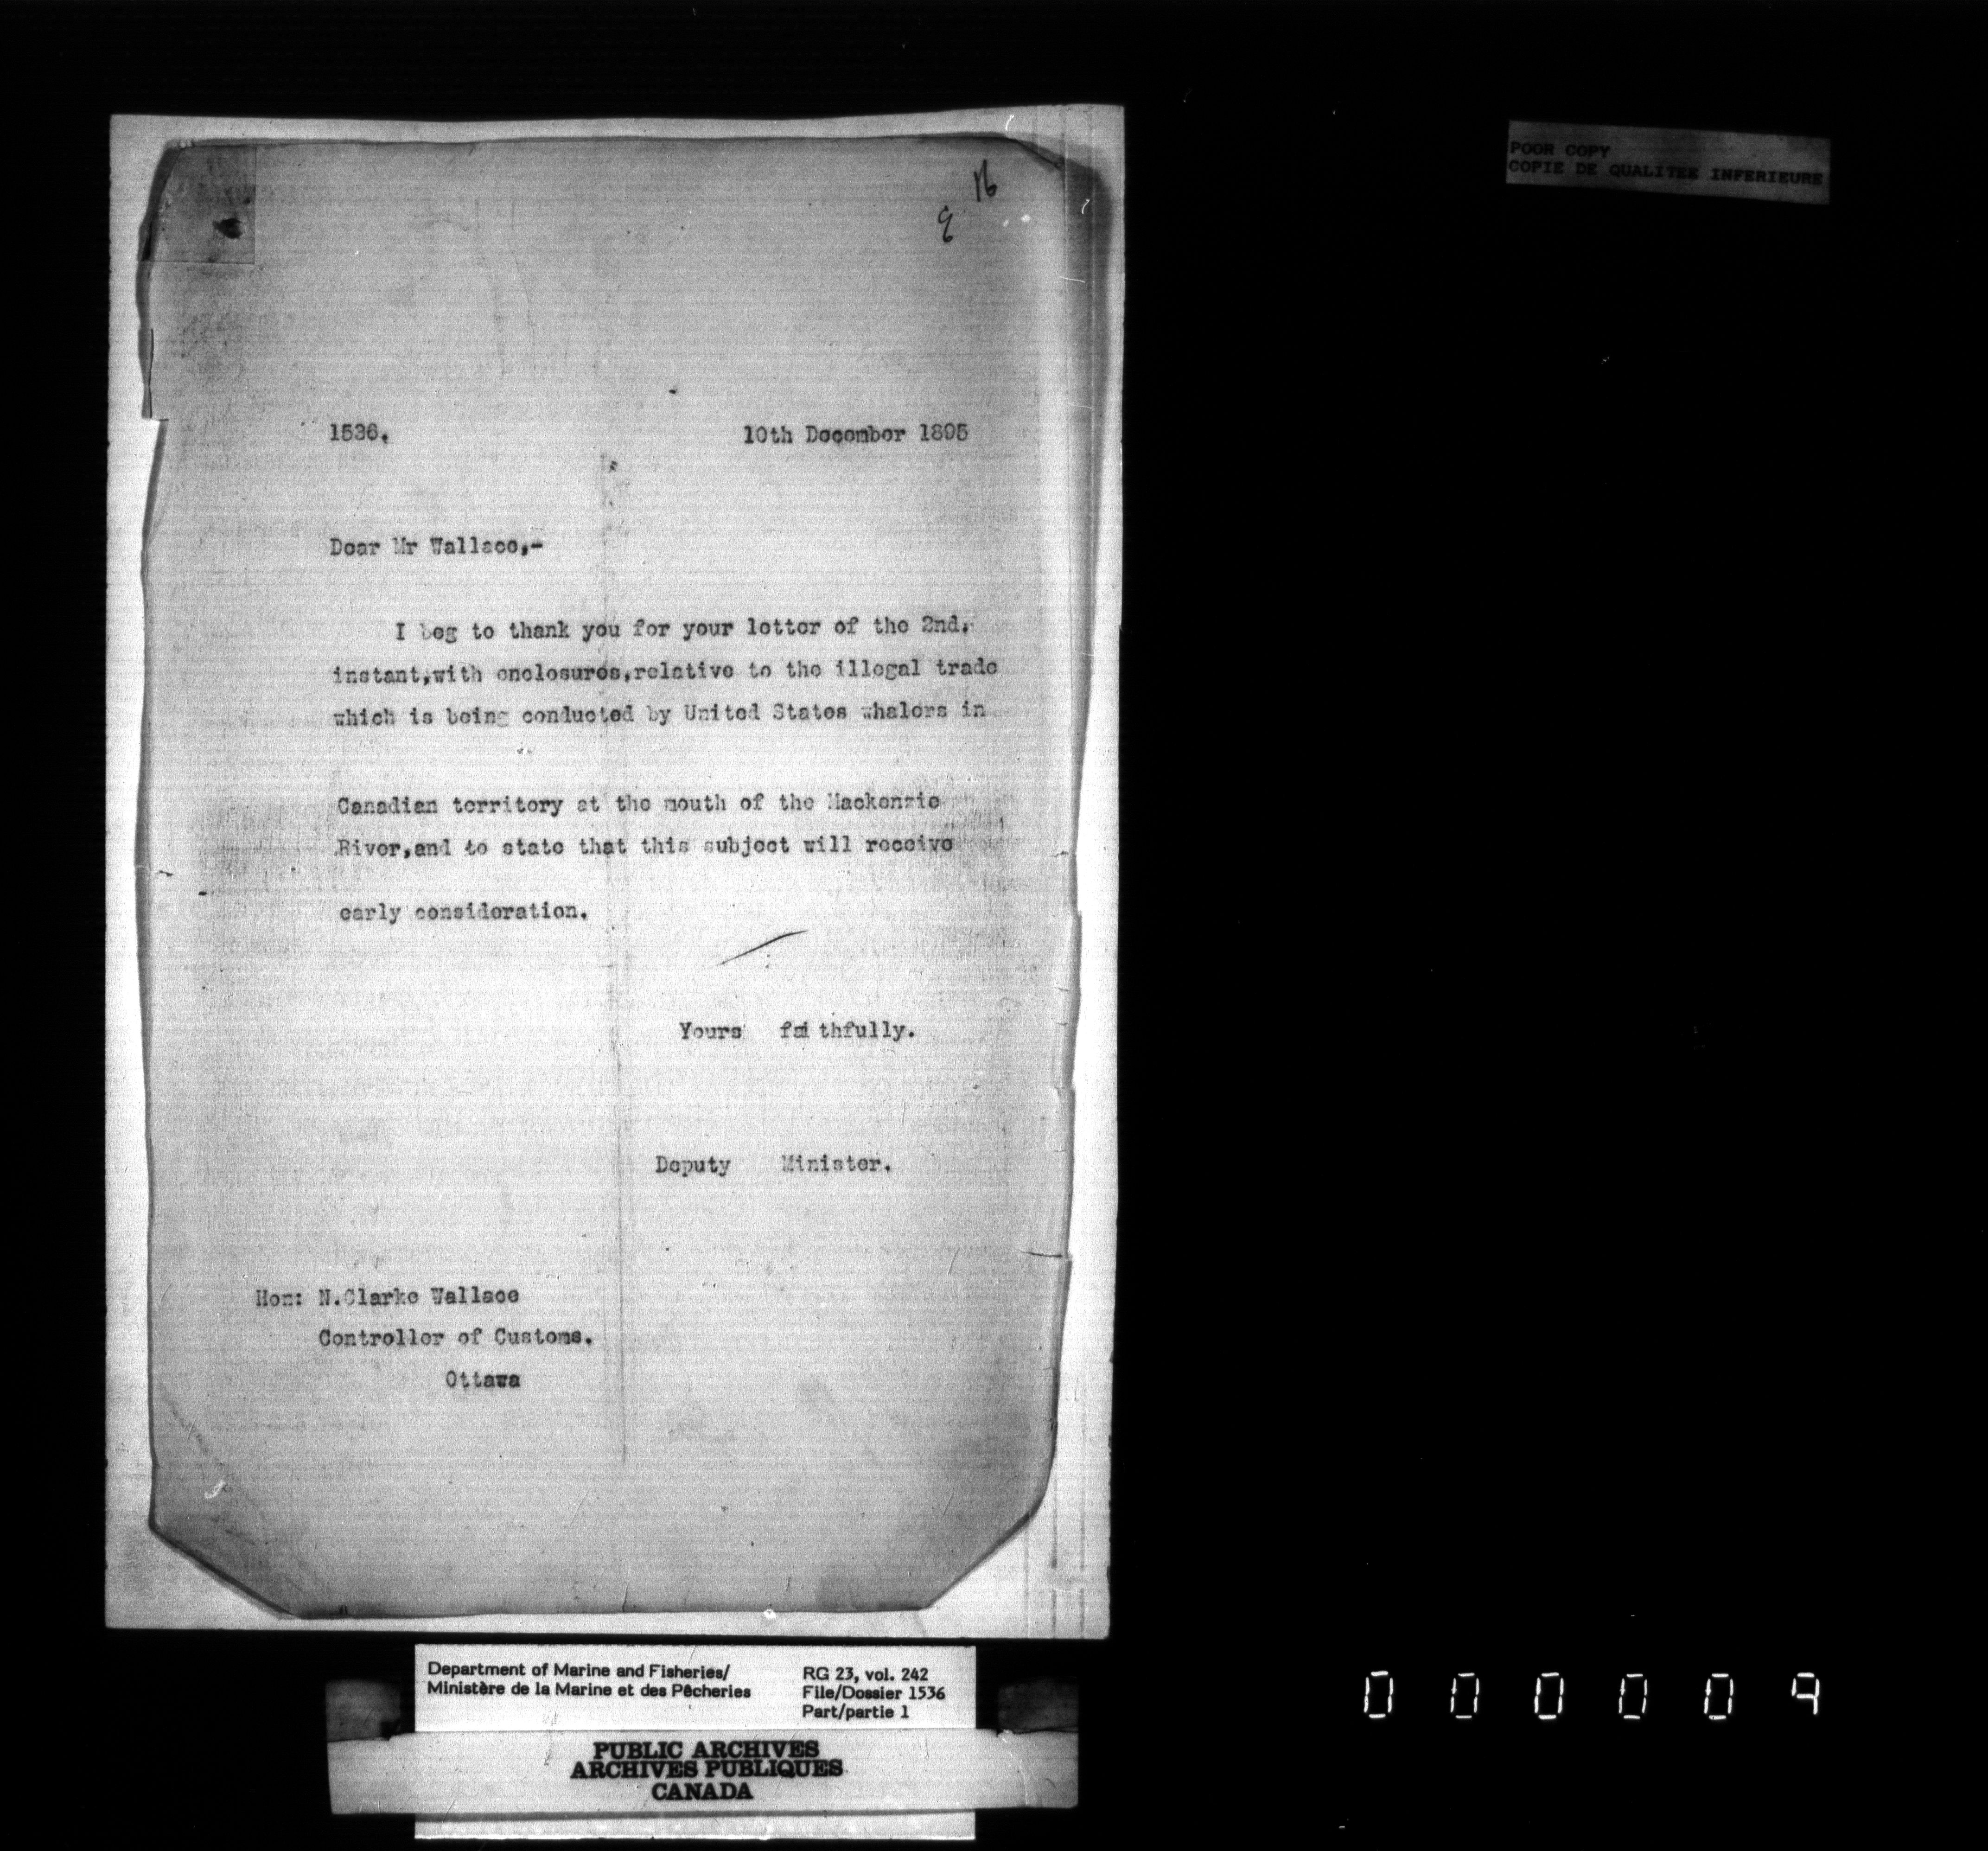 POOR COPY
COPIE DE QUALITEE INFERIEURE
16
9
1536. 10th December 1895
Dear Mr Wallace,-
I beg to thank you for your letter of the 2nd.
instant,with enclosures,relative to the illegal trade
which is being conducted by United States whalers in
Canadian territory at the mouth of the Mackenzie
River,and to state that this subject will receive
early consideration.
Yours faithfully.
Deputy Minister.
Hon: N.Clarke Wallace
Controller of Customs.
Ottawa
Department of Marine and Fisheries/
Ministère de la Marine et des Pêcheries
RG 23, vol. 242
File/Dossier 1536
Part/partie 1
PUBLIC ARCHIVES
ARCHIVES PUBLIQUES
CANADA
000009